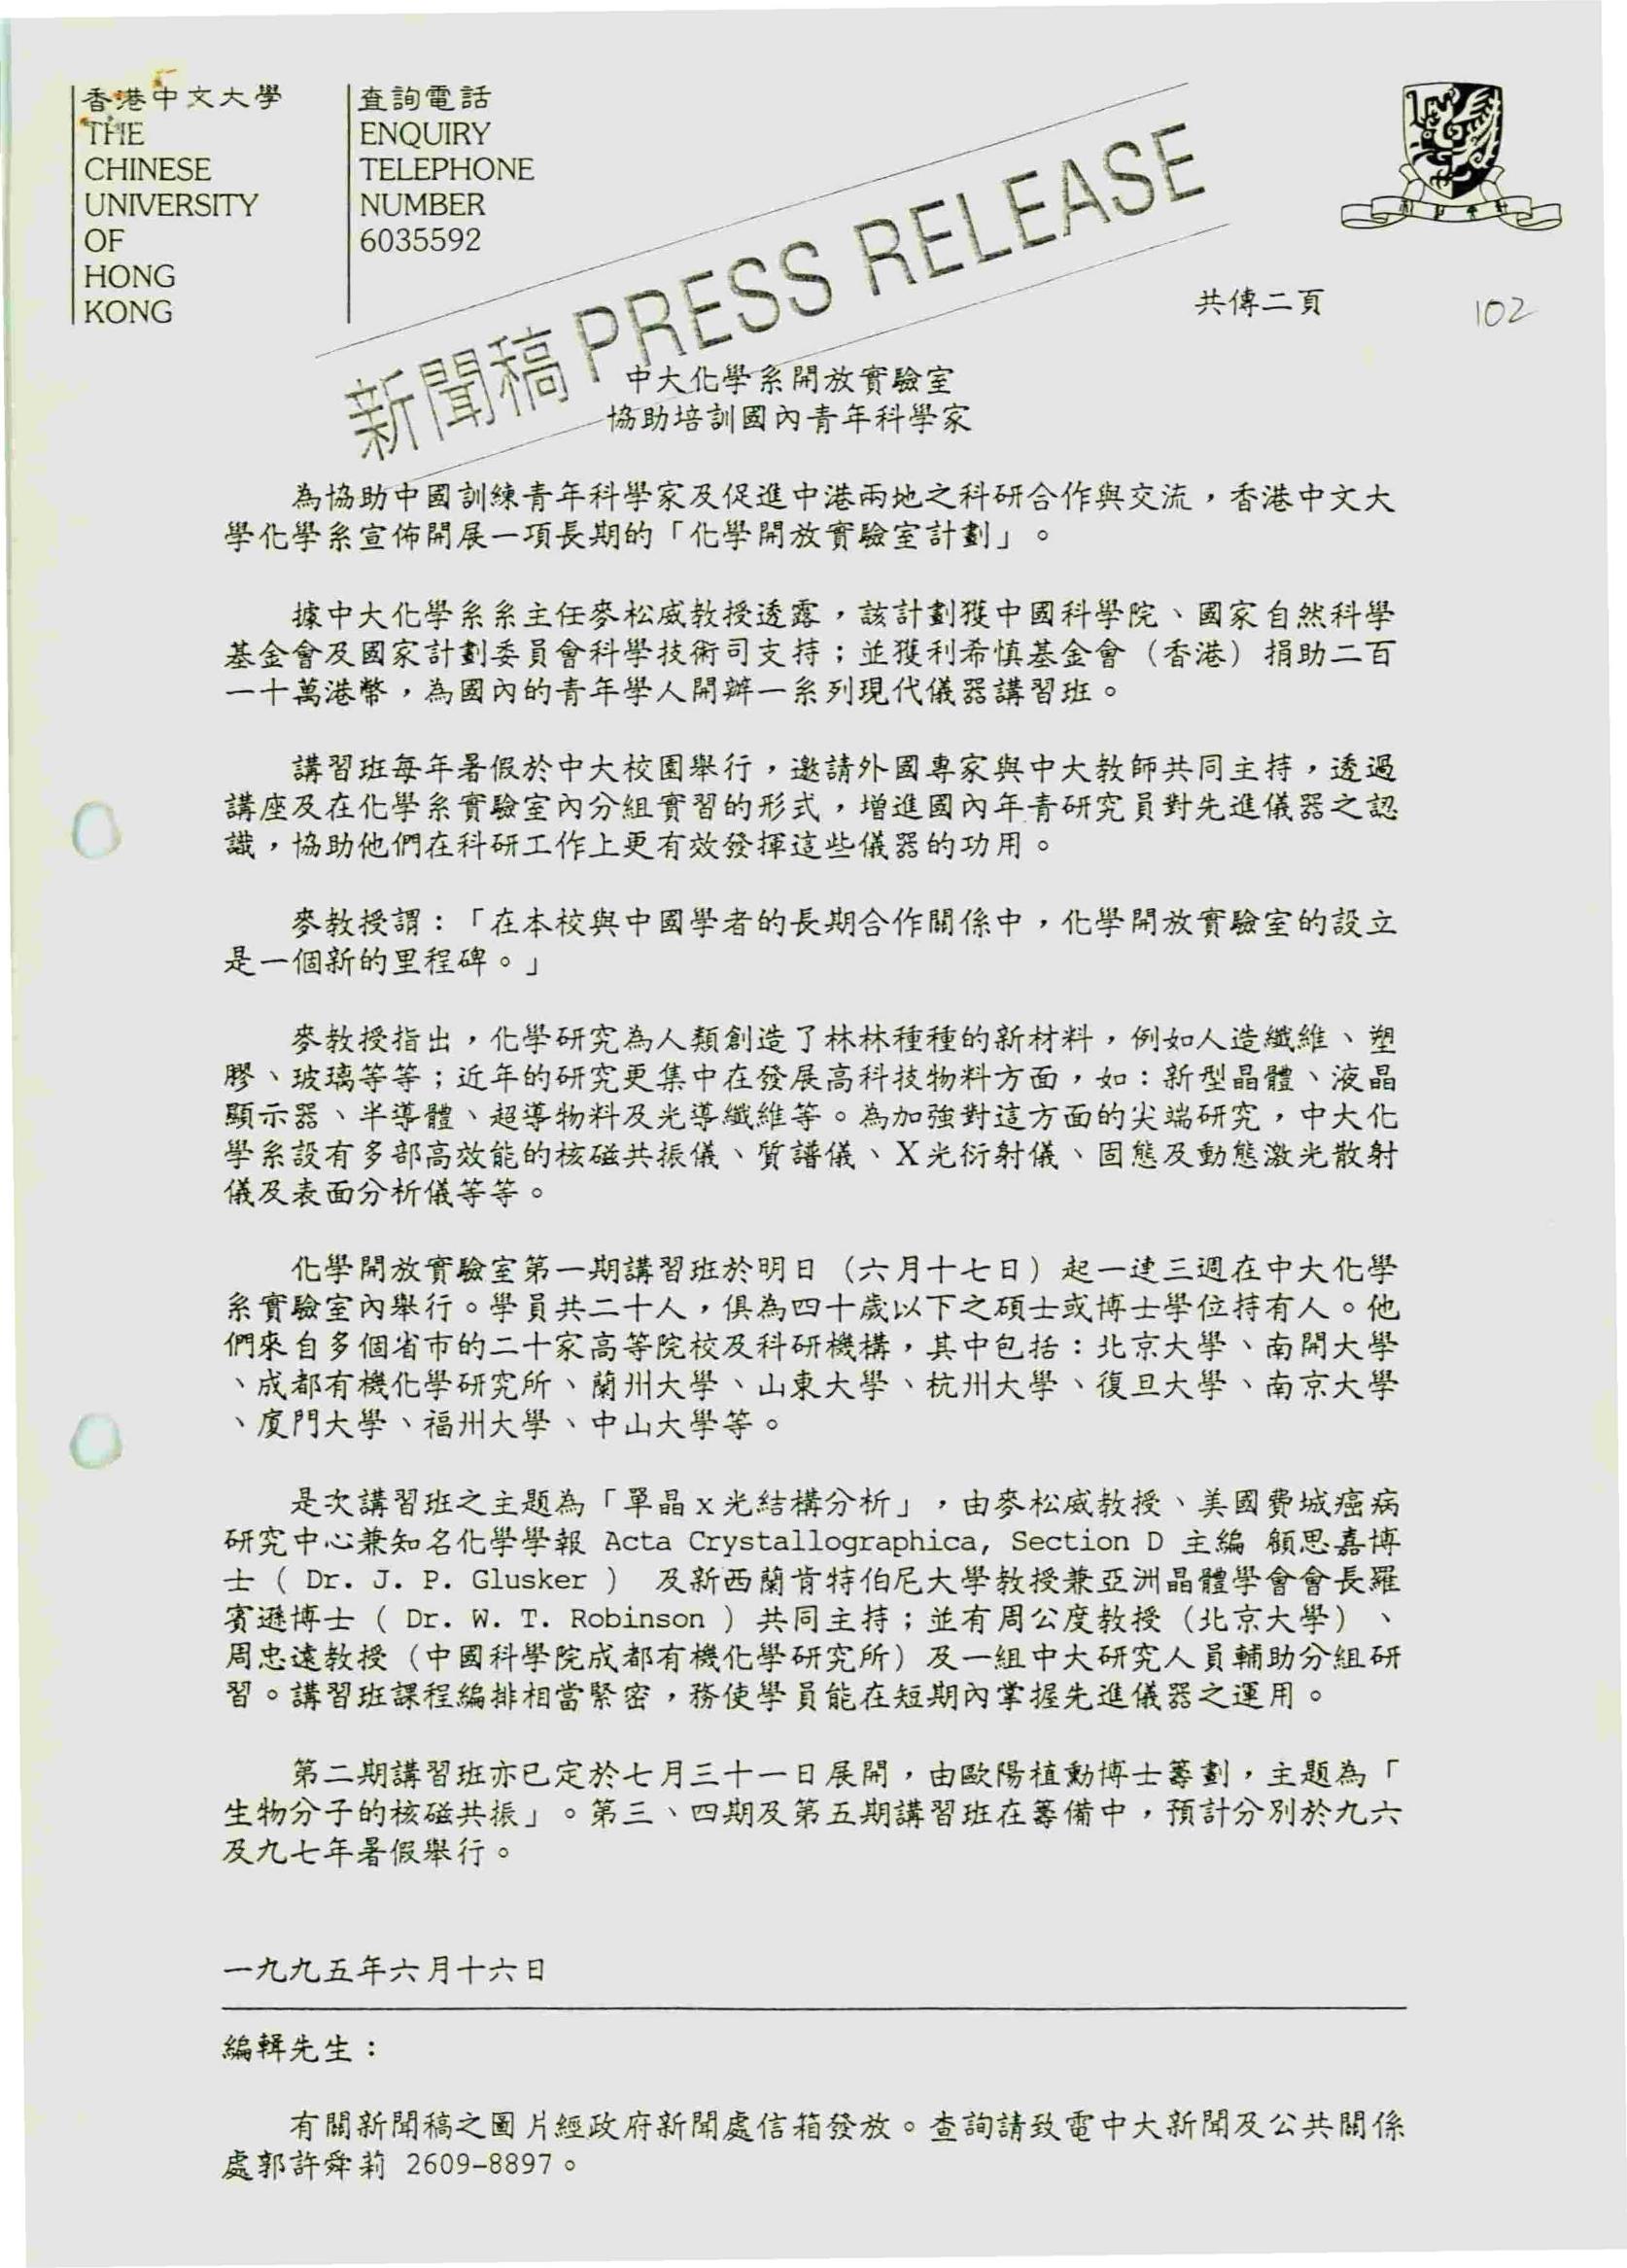 香港中文大學
THE
CHINESE
UNIVERSITY
OF
HONG
KONG
查詢電話
ENQUIRY
TELEPHONE
NUMBER
6035592
新聞稿 PRESS RELEASE
共傳二頁
102
中大化學系開放實驗室
協助培訓國內青年科學家
為協助中國訓練青年科學家及促進中港兩地之科研合作與交流，香港中文大
學化學系宣佈開展一項長期的「化學開放實驗室計劃」。
據中大化學系系主任麥松威教授透露，該計劃獲中國科學院、國家自然科學
基金會及國家計劃委員會科學技術司支持；並獲利希慎基金會（香港）捐助二百
一十萬港幣，為國內的青年學人開辦一系列現代儀器講習班。
講習班每年暑假於中大校園舉行，邀請外國專家與中大教師共同主持，透過
講座及在化學系實驗室內分組實習的形式，增進國內年青研究員對先進儀器之認
識，協助他們在科研工作上更有效發揮這些儀器的功用。
麥教授謂：「在本校與中國學者的長期合作關係中，化學開放實驗室的設立
是一個新的里程碑。」
麥教授指出，化學研究為人類創造了林林種種的新材料，例如人造纖維、塑
膠、玻璃等等；近年的研究更集中在發展高科技物料方面，如：新型晶體、液晶
顯示器、半導體、超導物料及光導纖維等。為加強對這方面的尖端研究，中大化
學系設有多部高效能的核磁共振儀、質譜儀、X光衍射儀、固態及動態激光散射
儀及表面分析儀等等。
化學開放實驗室第一期講習班於明日（六月十七日）起一連三週在中大化學
系實驗室內舉行。學員共二十人，俱為四十歲以下之碩士或博士學位持有人。他
們來自多個省市的二十家高等院校及科研機構，其中包括：北京大學、南開大學
、成都有機化學研究所、蘭州大學、山東大學、杭州大學、復旦大學、南京大學
、廈門大學、福州大學、中山大學等。
是次講習班之主題為「單晶x光結構分析」，由麥松威教授、美國費城癌病
研究中心兼知名化學學報 Acta Crystallographica, Section D 主編 顧思嘉博
士 ( Dr. J. P. Glusker ) 及新西蘭肯特伯尼大學教授兼亞洲晶體學會會長羅
賓遜博士 ( Dr. W. T. Robinson ) 共同主持；並有周公度教授（北京大學）、
周忠遠教授（中國科學院成都有機化學研究所）及一組中大研究人員輔助分組研
習。講習班課程編排相當緊密，務使學員能在短期內掌握先進儀器之運用。
第二期講習班亦已定於七月三十一日展開，由歐陽植勳博士籌劃，主題為「
生物分子的核磁共振」。第三、四期及第五期講習班在籌備中，預計分別於九六
及九七年暑假舉行。
一九九五年六月十六日
編輯先生：
有關新聞稿之圖片經政府新聞處信箱發放。查詢請致電中大新聞及公共關係
處郭許舜莉 2609-8897。